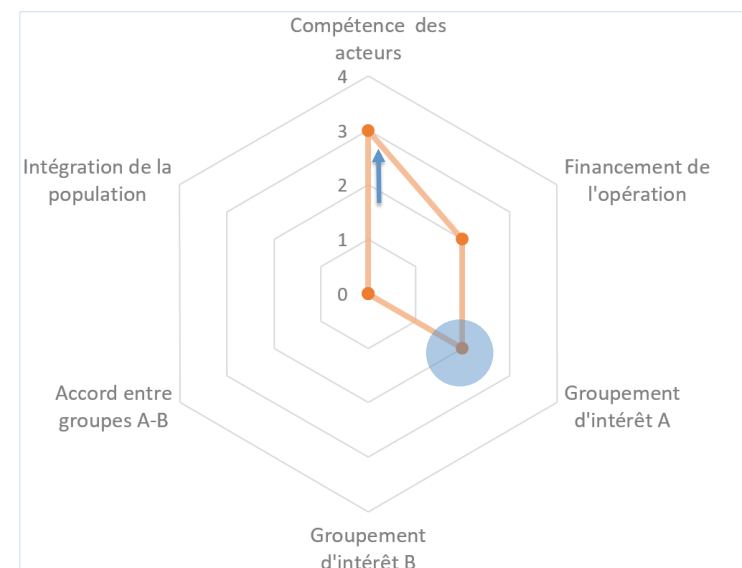 Compétence des
acteurs
4
3
2
1
0
Intégration de la
population
Financement de
l'opération
Accord entre
groupes A-B
Groupement
d'intérêt A
Groupement
d'intérêt B